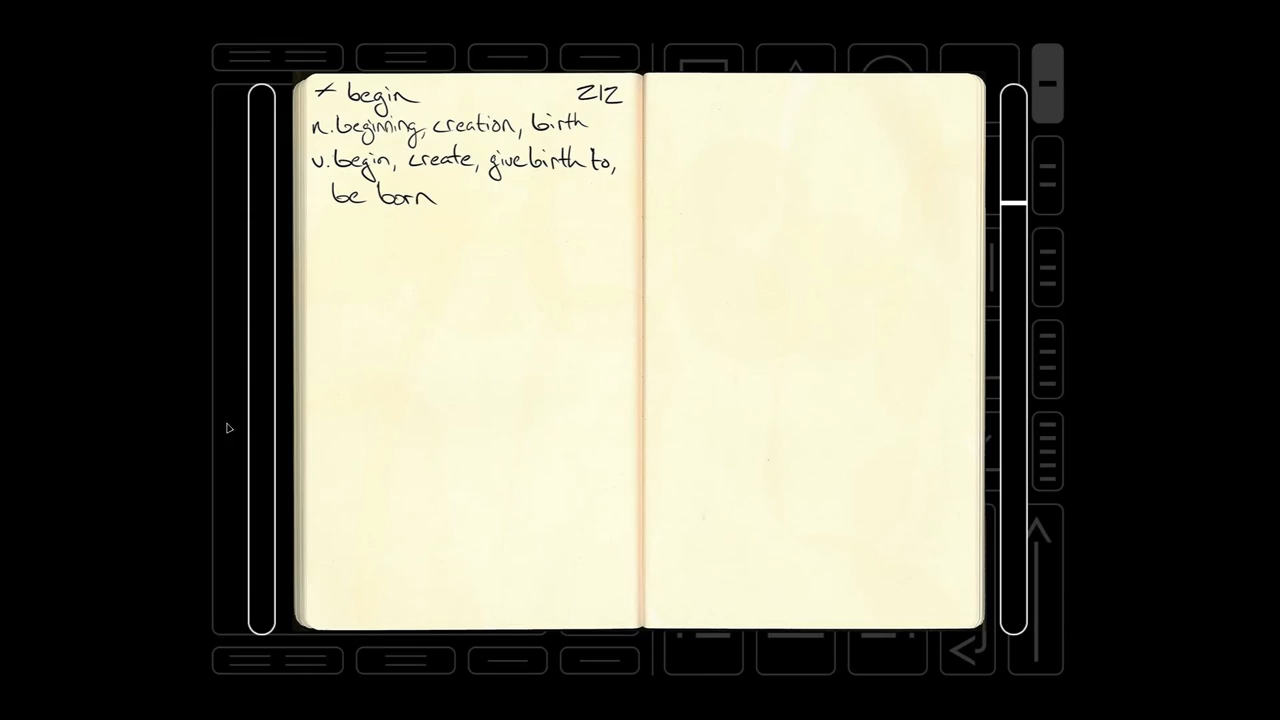 ≠ begin 212
n. beginning, creation, birth
v. begin, create, give birth to,
be born